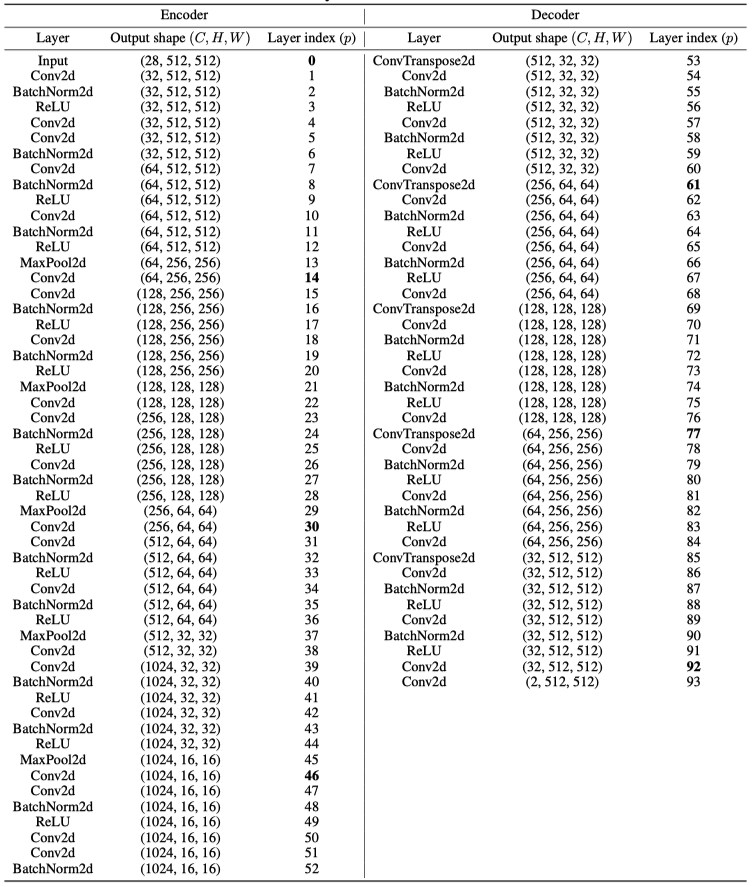 Encoder Decoder
Layer Output shape (C, H, W) Layer index (p) Layer Output shape (C, H, W) Layer index (p)
Input (28, 512, 512) 0 ConvTranspose2d (512, 32, 32) 53
Conv2d (32, 512, 512) 1 Conv2d (512, 32, 32) 54
BatchNorm2d (32, 512, 512) 2 BatchNorm2d (512, 32, 32) 55
ReLU (32, 512, 512) 3 ReLU (512, 32, 32) 56
Conv2d (32, 512, 512) 4 Conv2d (512, 32, 32) 57
Conv2d (32, 512, 512) 5 BatchNorm2d (512, 32, 32) 58
BatchNorm2d (32, 512, 512) 6 ReLU (512, 32, 32) 59
Conv2d (64, 512, 512) 7 Conv2d (512, 32, 32) 60
BatchNorm2d (64, 512, 512) 8 ConvTranspose2d (256, 64, 64) 61
ReLU (64, 512, 512) 9 Conv2d (256, 64, 64) 62
Conv2d (64, 512, 512) 10 BatchNorm2d (256, 64, 64) 63
BatchNorm2d (64, 512, 512) 11 ReLU (256, 64, 64) 64
ReLU (64, 512, 512) 12 Conv2d (256, 64, 64) 65
MaxPool2d (64, 256, 256) 13 BatchNorm2d (256, 64, 64) 66
Conv2d (64, 256, 256) 14 ReLU (256, 64, 64) 67
Conv2d (128, 256, 256) 15 Conv2d (256, 64, 64) 68
BatchNorm2d (128, 256, 256) 16 ConvTranspose2d (128, 128, 128) 69
ReLU (128, 256, 256) 17 Conv2d (128, 128, 128) 70
Conv2d (128, 256, 256) 18 BatchNorm2d (128, 128, 128) 71
BatchNorm2d (128, 256, 256) 19 ReLU (128, 128, 128) 72
ReLU (128, 256, 256) 20 Conv2d (128, 128, 128) 73
MaxPool2d (128, 128, 128) 21 BatchNorm2d (128, 128, 128) 74
Conv2d (128, 128, 128) 22 ReLU (128, 128, 128) 75
Conv2d (256, 128, 128) 23 Conv2d (128, 128, 128) 76
BatchNorm2d (256, 128, 128) 24 ConvTranspose2d (64, 256, 256) 77
ReLU (256, 128, 128) 25 Conv2d (64, 256, 256) 78
Conv2d (256, 128, 128) 26 BatchNorm2d (64, 256, 256) 79
BatchNorm2d (256, 128, 128) 27 ReLU (64, 256, 256) 80
ReLU (256, 128, 128) 28 Conv2d (64, 256, 256) 81
MaxPool2d (256, 64, 64) 29 BatchNorm2d (64, 256, 256) 82
Conv2d (256, 64, 64) 30 ReLU (64, 256, 256) 83
Conv2d (512, 64, 64) 31 Conv2d (64, 256, 256) 84
BatchNorm2d (512, 64, 64) 32 ConvTranspose2d (32, 512, 512) 85
ReLU (512, 64, 64) 33 Conv2d (32, 512, 512) 86
Conv2d (512, 64, 64) 34 BatchNorm2d (32, 512, 512) 87
BatchNorm2d (512, 64, 64) 35 ReLU (32, 512, 512) 88
ReLU (512, 64, 64) 36 Conv2d (32, 512, 512) 89
MaxPool2d (512, 32, 32) 37 BatchNorm2d (32, 512, 512) 90
Conv2d (512, 32, 32) 38 ReLU (32, 512, 512) 91
Conv2d (1024, 32, 32) 39 Conv2d (32, 512, 512) 92
BatchNorm2d (1024, 32, 32) 40 Conv2d (2, 512, 512) 93
ReLU (1024, 32, 32) 41
Conv2d (1024, 32, 32) 42
BatchNorm2d (1024, 32, 32) 43
ReLU (1024, 32, 32) 44
MaxPool2d (1024, 16, 16) 45
Conv2d (1024, 16, 16) 46
Conv2d (1024, 16, 16) 47
BatchNorm2d (1024, 16, 16) 48
ReLU (1024, 16, 16) 49
Conv2d (1024, 16, 16) 50
Conv2d (1024, 16, 16) 51
BatchNorm2d (1024, 16, 16) 52